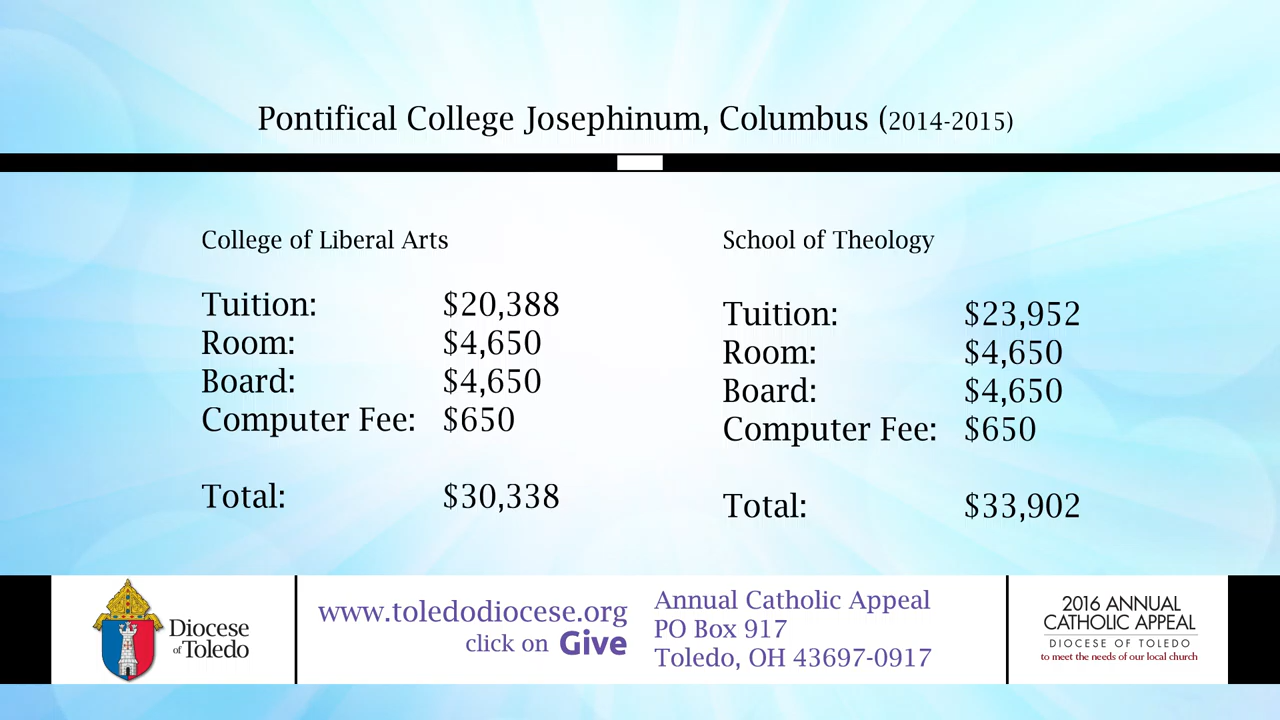 Pontifical College Josephinum, Columbus (2014-2015)
College of Liberal Arts
Tuition: $20,388
Room: $4,650
Board: $4,650
Computer Fee: $650
Total: $30,338
School of Theology
Tuition: $23,952
Room: $4,650
Board: $4,650
Computer Fee: $650
Total: $33,902
Diocese
of Toledo
www.toledodiocese.org
click on Give
Annual Catholic Appeal
PO Box 917
Toledo, OH 43697-0917
2016 ANNUAL
CATHOLIC APPEAL
DIOCESE OF TOLEDO
to meet the needs of our local church